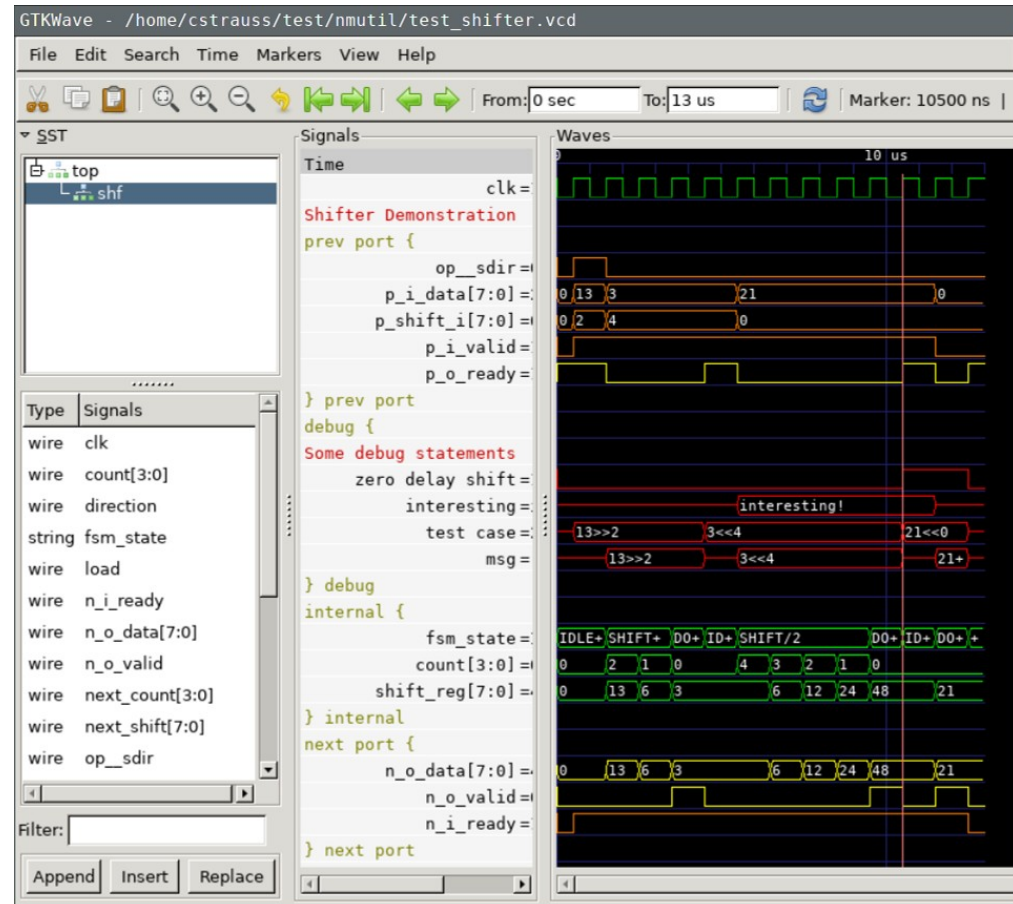 GTKWave - /home/cstrauss/test/nmutil/test_shifter.vcd
File Edit Search Time Markers View Help
From: 0 sec To: 13 us Marker: 10500 ns |
SST
top
shf
Type Signals
wire clk
wire count[3:0]
wire direction
string fsm_state
wire load
wire n_i_ready
wire n_o_data[7:0]
wire n_o_valid
wire next_count[3:0]
wire next_shift[7:0]
wire op__sdir
Filter:
Append Insert Replace
Signals
Time
clk=
Shifter Demonstration
prev port {
op__sdir=
p_i_data[7:0]=
p_shift_i[7:0]=
p_i_valid=
p_o_ready=
} prev port
debug {
Some debug statements
zero delay shift=
interesting=
test case=
msg=
} debug
internal {
fsm_state=
count[3:0]=
shift_reg[7:0]=
} internal
next port {
n_o_data[7:0]=
n_o_valid=
n_i_ready=
} next port
Waves
10 us
0 13 3 21 0
0 2 4 0
interesting!
13>>2 3<<4 21<<0
13>>2 3<<4 21+
IDLE+ SHIFT+ DO+ ID+ SHIFT/2 DO+ ID+ DO+ +
0 2 1 0 4 3 2 1 0
0 13 6 3 6 12 24 48 21
0 13 6 3 6 12 24 48 21